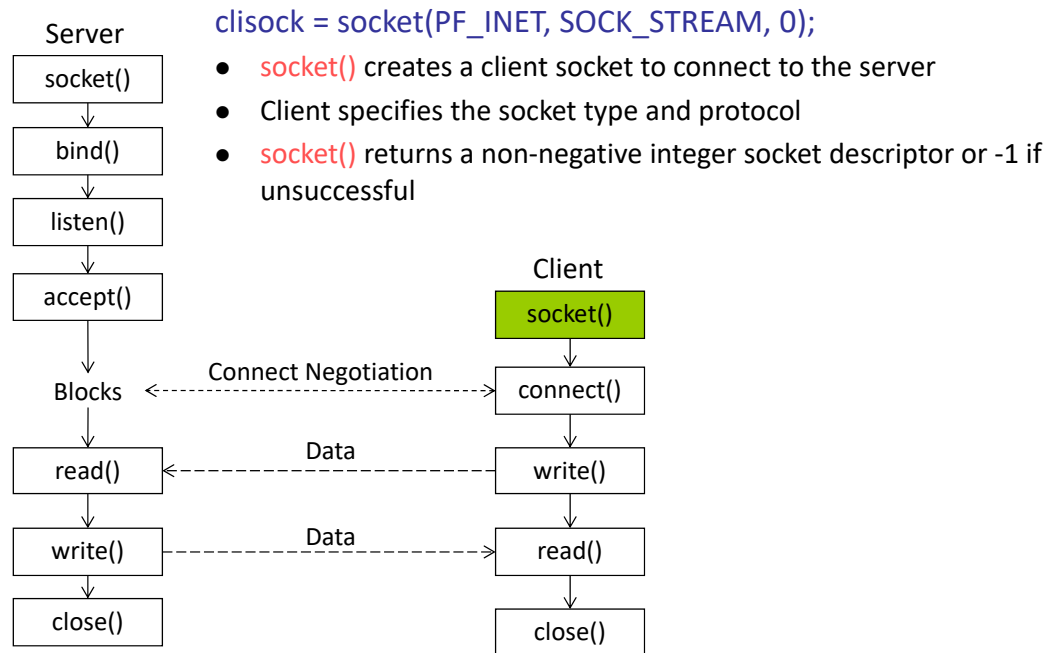 clisock = socket(PF_INET, SOCK_STREAM, 0);
● socket() creates a client socket to connect to the server
● Client specifies the socket type and protocol
● socket() returns a non-negative integer socket descriptor or -1 if
unsuccessful
Server
socket()
bind()
listen()
accept()
Blocks
read()
write()
close()
Connect Negotiation
Data
Data
Client
socket()
connect()
write()
read()
close()